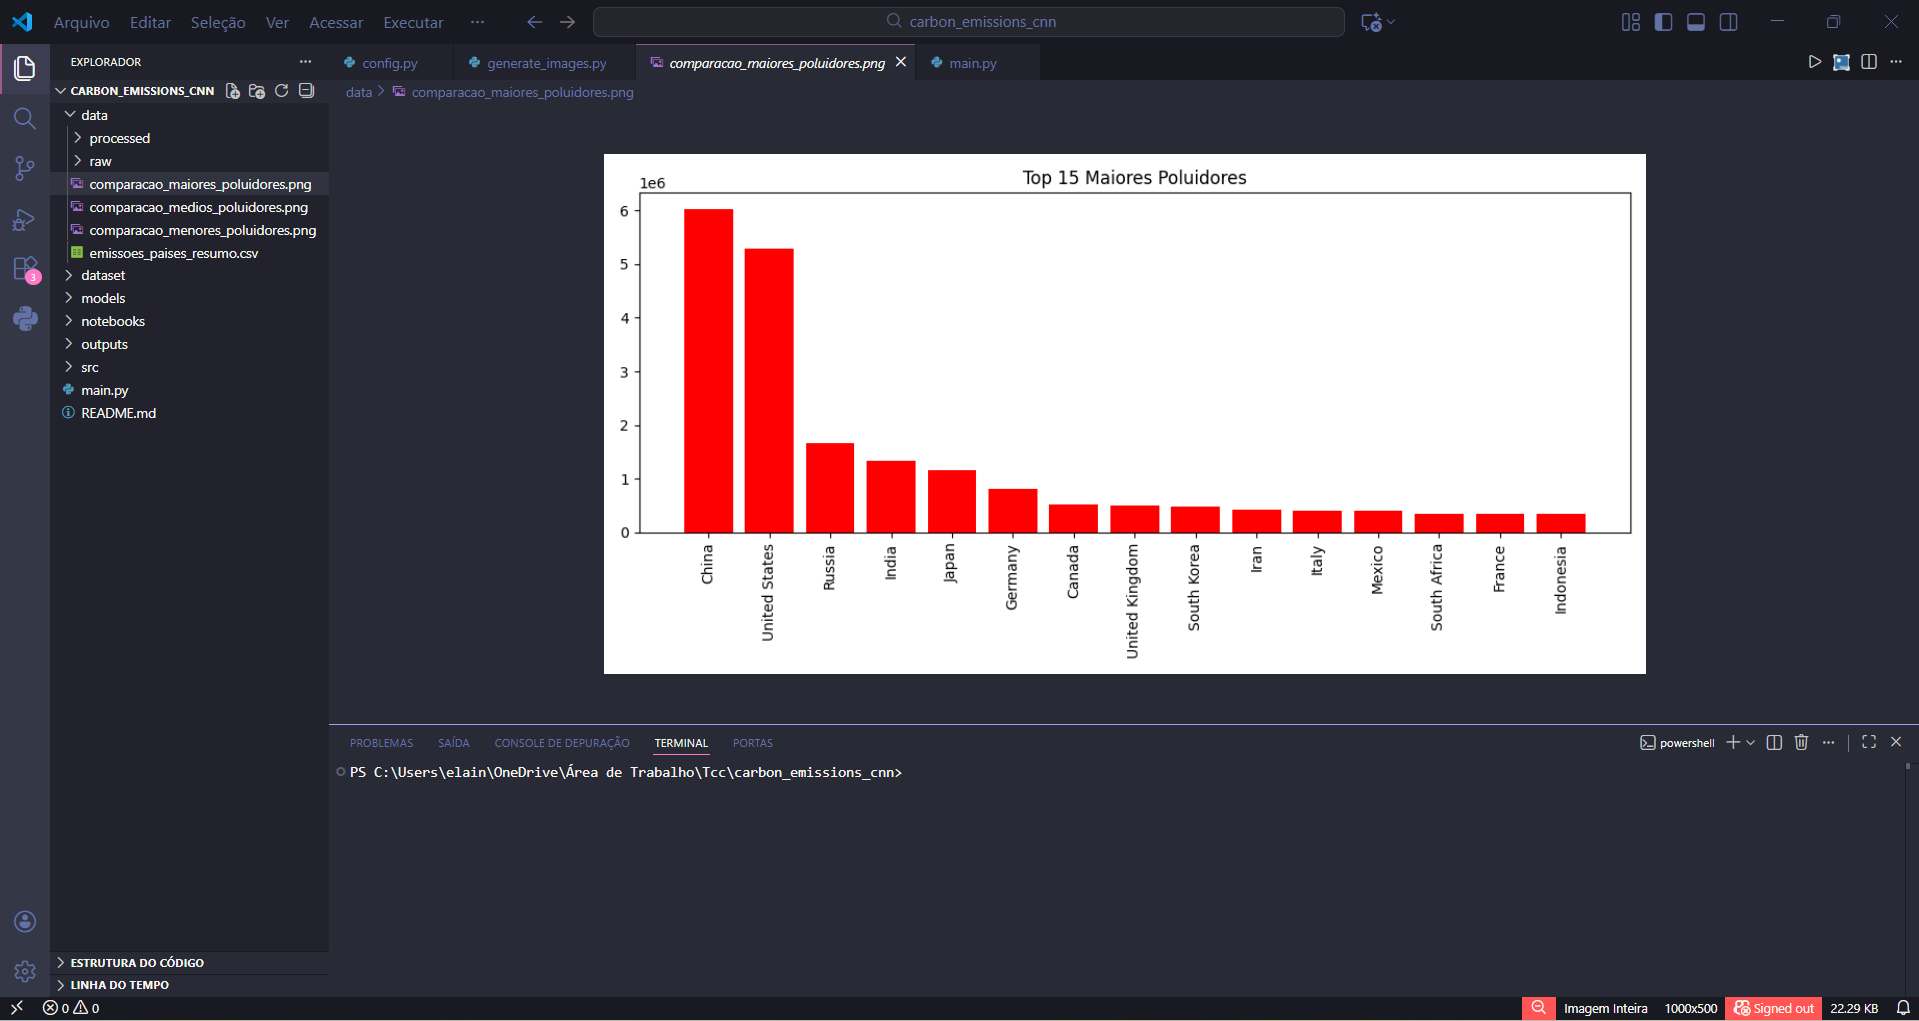 Arquivo Editar Seleção Ver Acessar Executar ··· carbon_emissions_cnn
EXPLORADOR ···
CARBON_EMISSIONS_CNN
data
processed
raw
comparacao_maiores_poluidores.png
comparacao_medios_poluidores.png
comparacao_menores_poluidores.png
emissoes_paises_resumo.csv
dataset
models
notebooks
outputs
src
main.py
README.md
3
ESTRUTURA DO CÓDIGO
LINHA DO TEMPO
config.py generate_images.py comparacao_maiores_poluidores.png main.py
data > comparacao_maiores_poluidores.png
Top 15 Maiores Poluidores
1e6
6
5
4
3
2
1
0
China
United States
Russia
India
Japan
Germany
Canada
United Kingdom
South Korea
Iran
Italy
Mexico
South Africa
France
Indonesia
PROBLEMAS SAÍDA CONSOLE DE DEPURAÇÃO TERMINAL PORTAS powershell
PS C:\Users\elain\OneDrive\Área de Trabalho\Tcc\carbon_emissions_cnn>
0 0 Imagem Inteira 1000x500 Signed out 22.29 KB